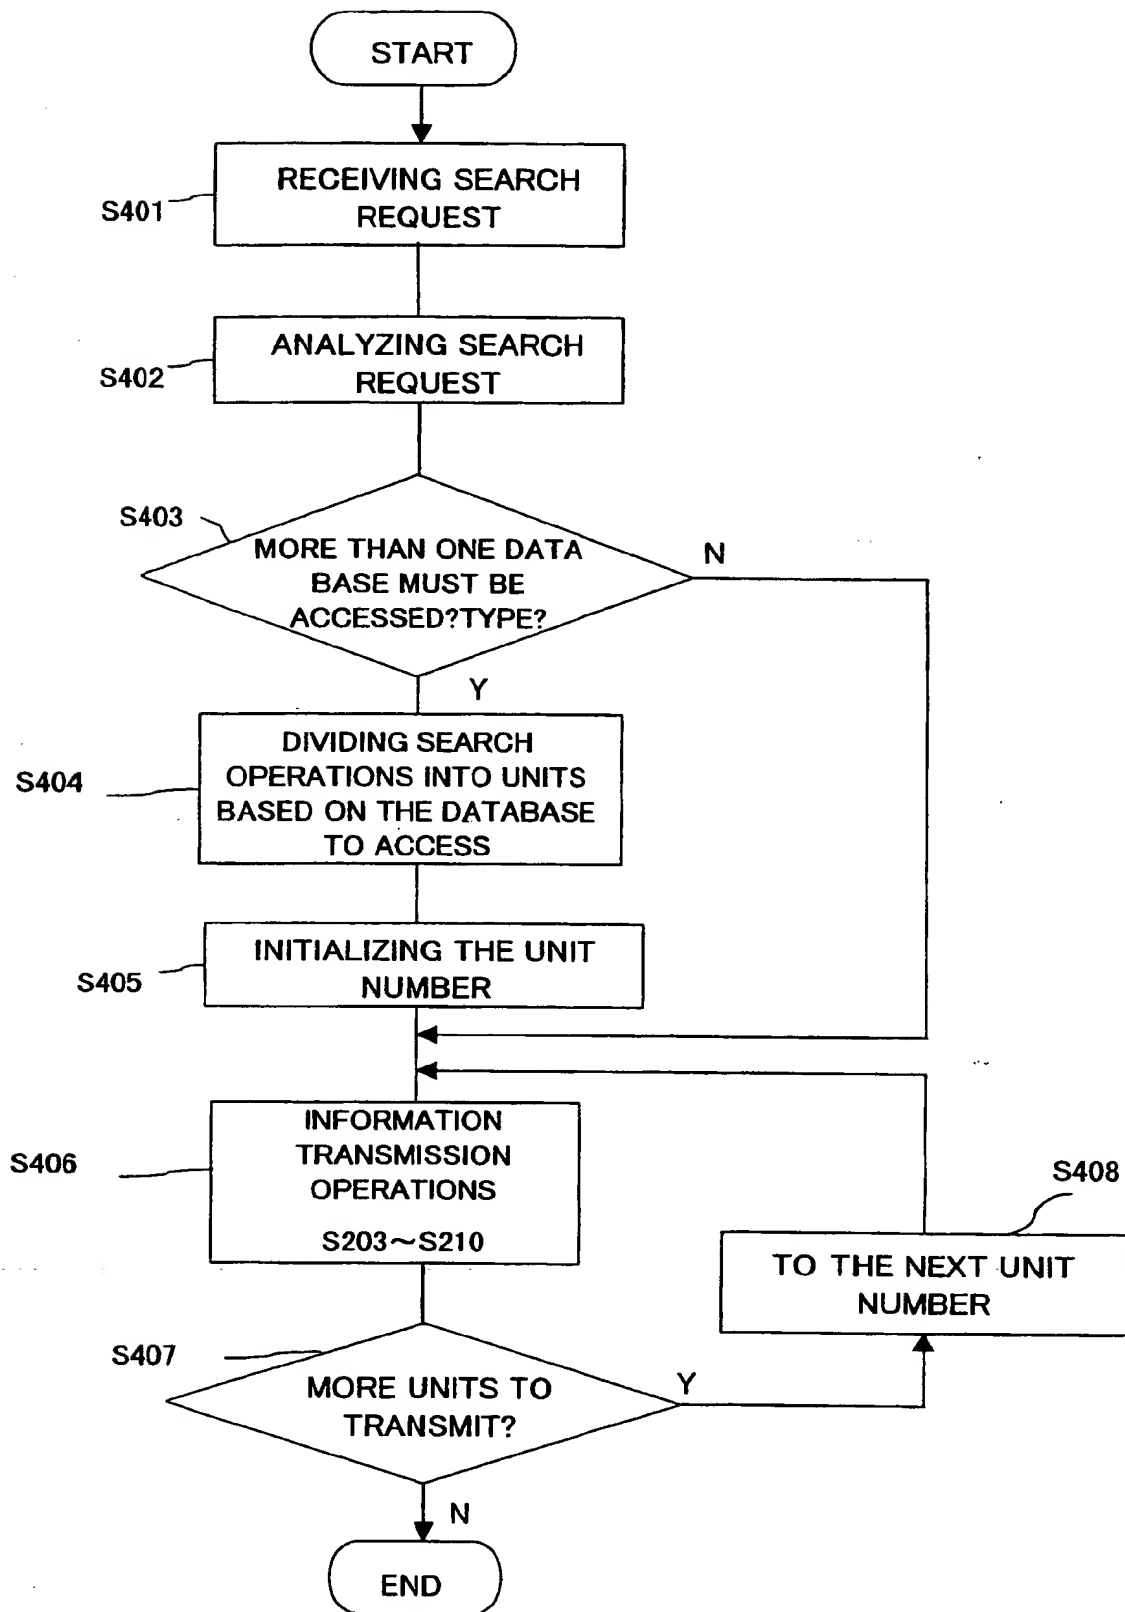 START
RECEIVING SEARCH
REQUEST
S401
ANALYZING SEARCH
REQUEST
S402
S403
MORE THAN ONE DATA
BASE MUST BE
ACCESSED?TYPE?
N
Y
DIVIDING SEARCH
OPERATIONS INTO UNITS
BASED ON THE DATABASE
TO ACCESS
S404
INITIALIZING THE UNIT
NUMBER
S405
INFORMATION
TRANSMISSION
OPERATIONS
S203~S210
S406
S408
TO THE NEXT UNIT
NUMBER
S407
MORE UNITS TO
TRANSMIT?
Y
N
END